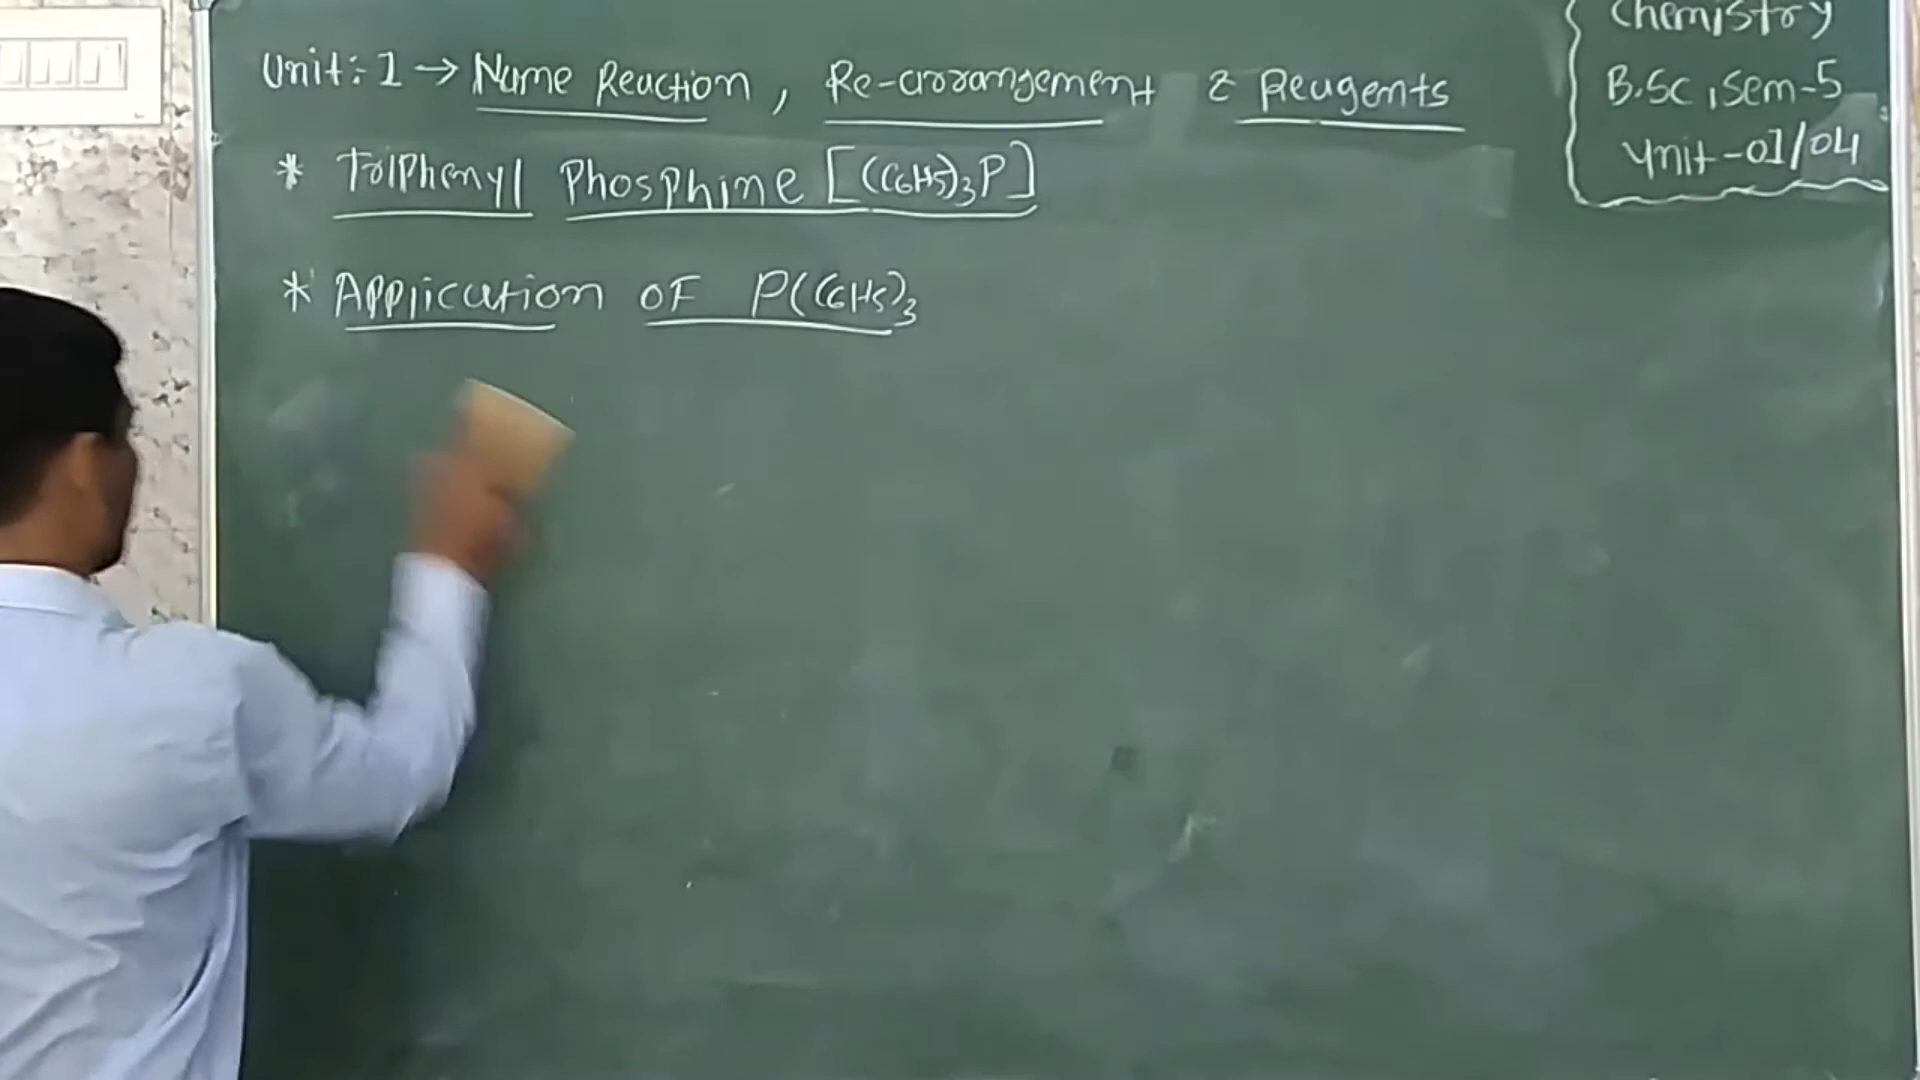 Unit:- 1 → Name Reaction, Re-arrangement & Reagents
* Triphenyl Phosphine [(C6H5)3P]
* Application OF P(C6H5)3
Chemistry
B.Sc, Sem-5
Unit-01/04